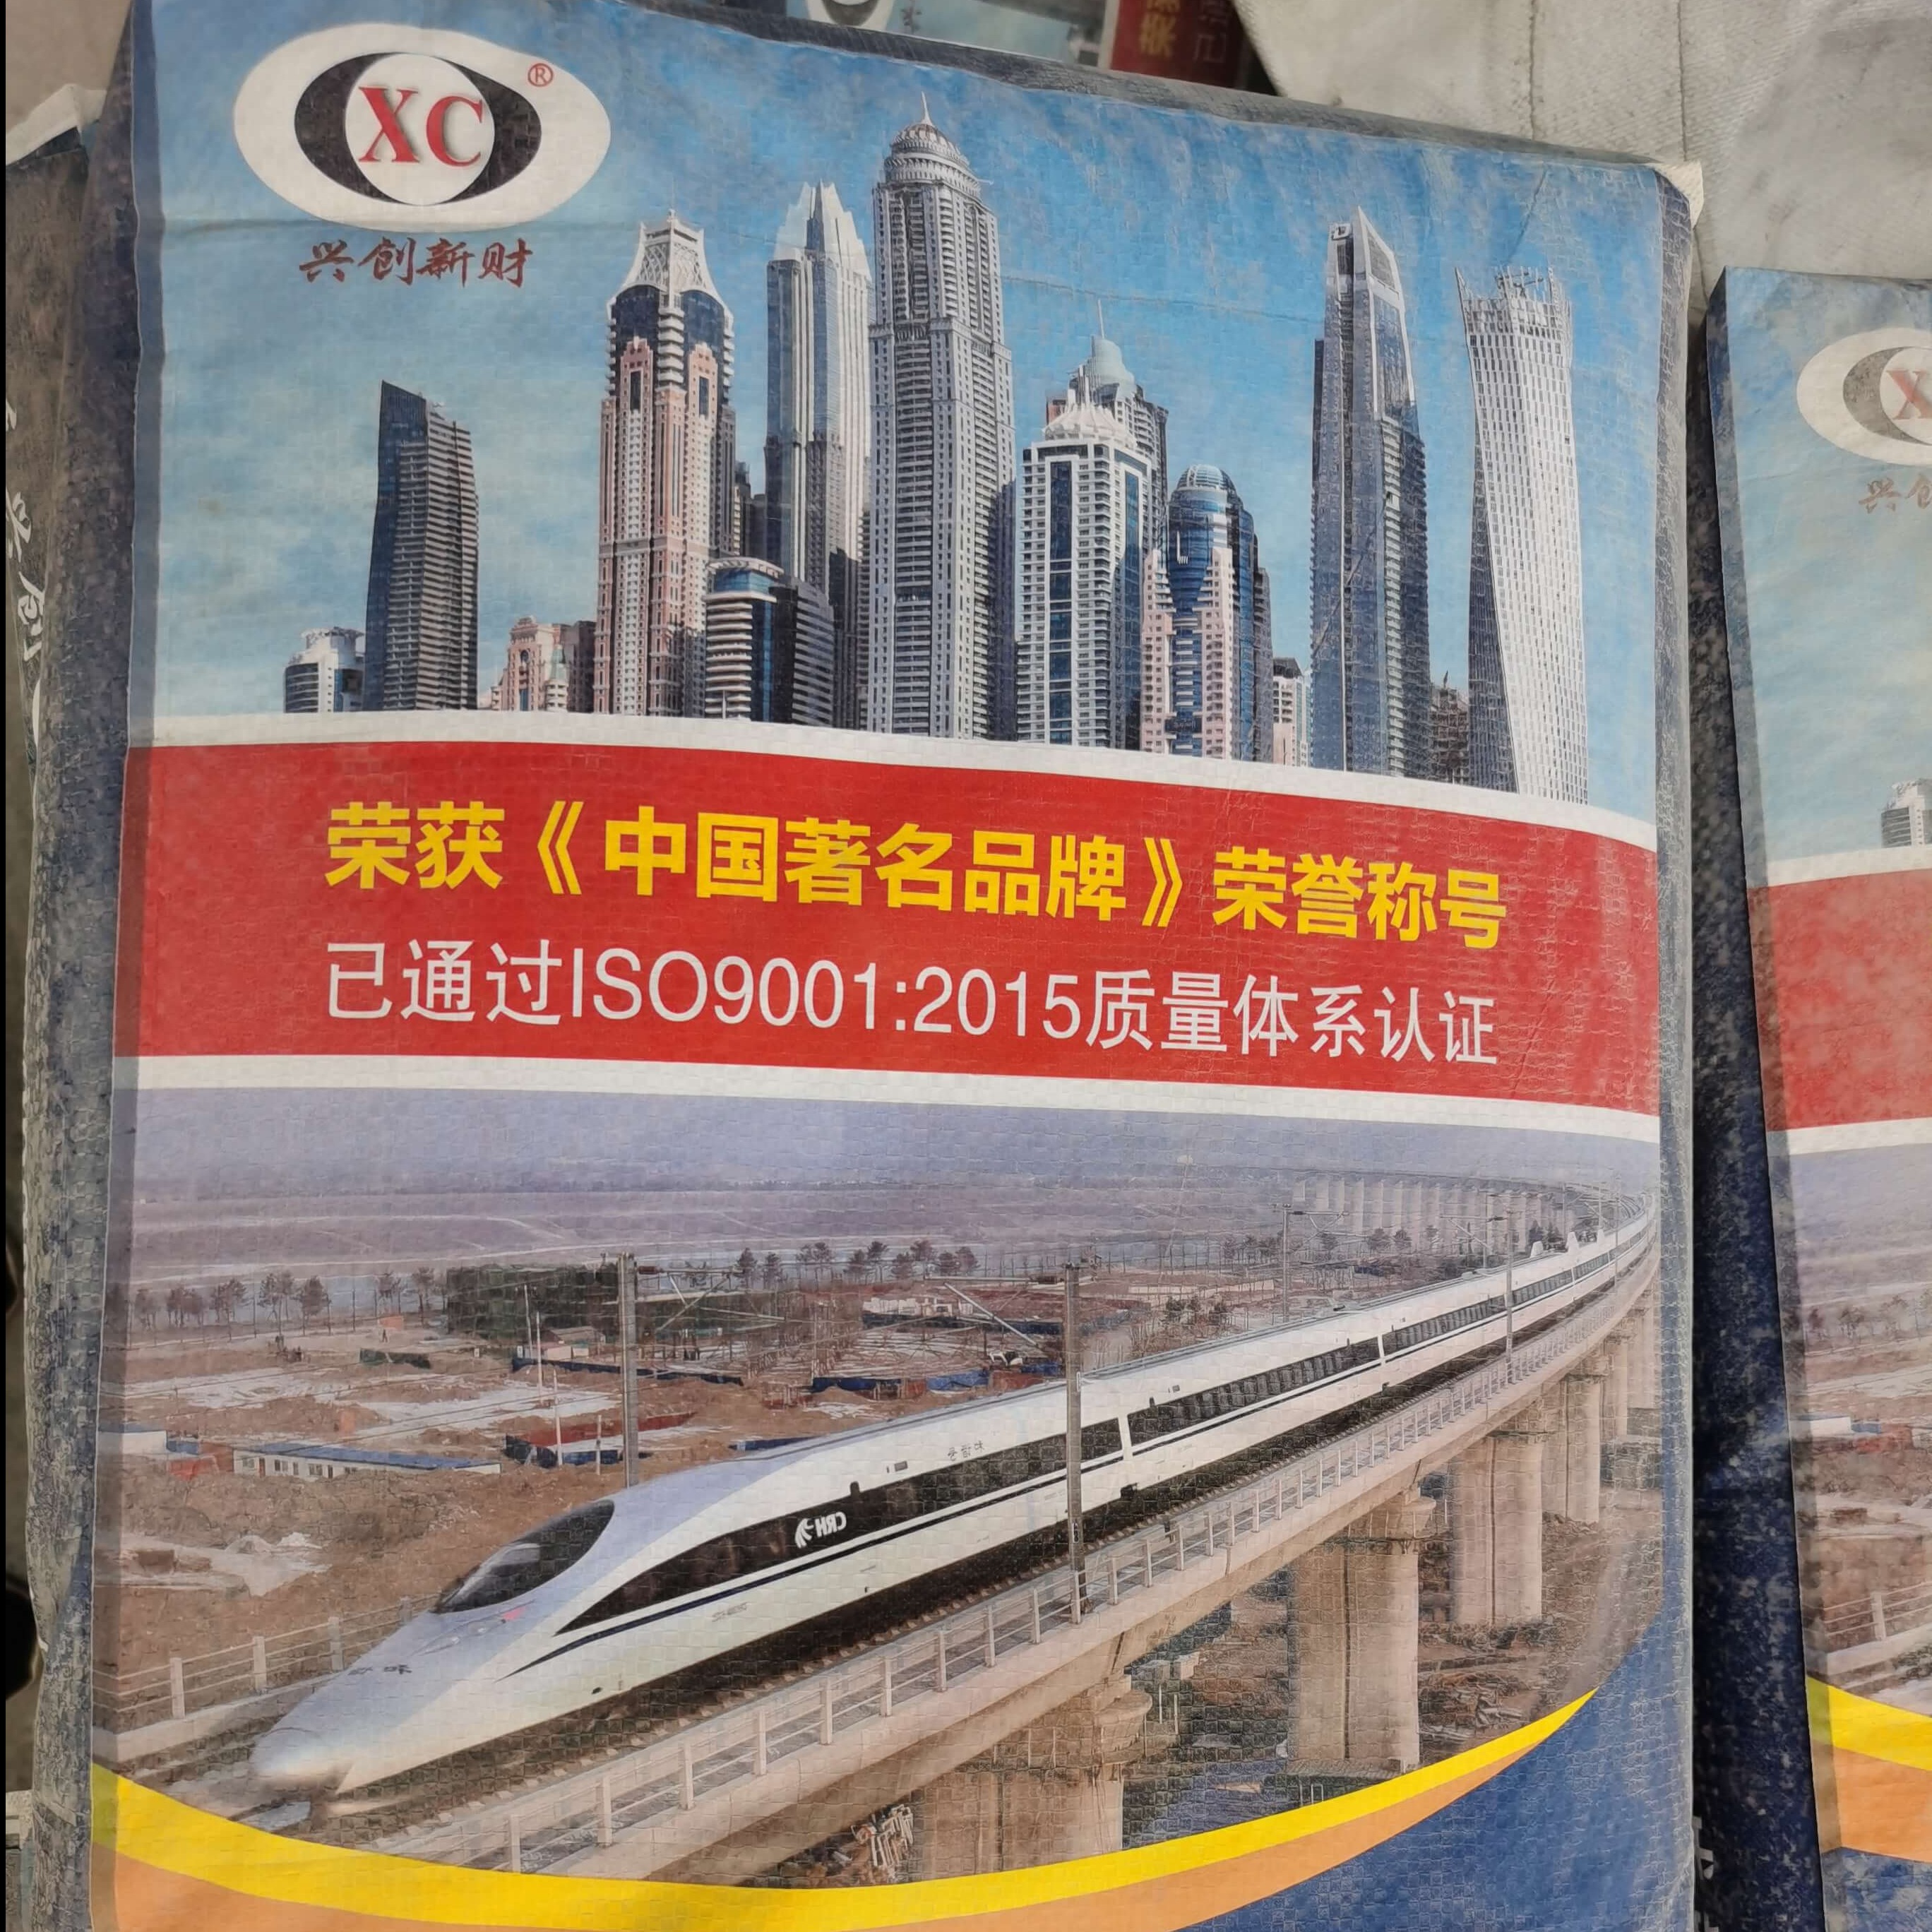 XC®
兴创新财
荣获《中国著名品牌》荣誉称号
已通过ISO9001:2015质量体系认证
CRH